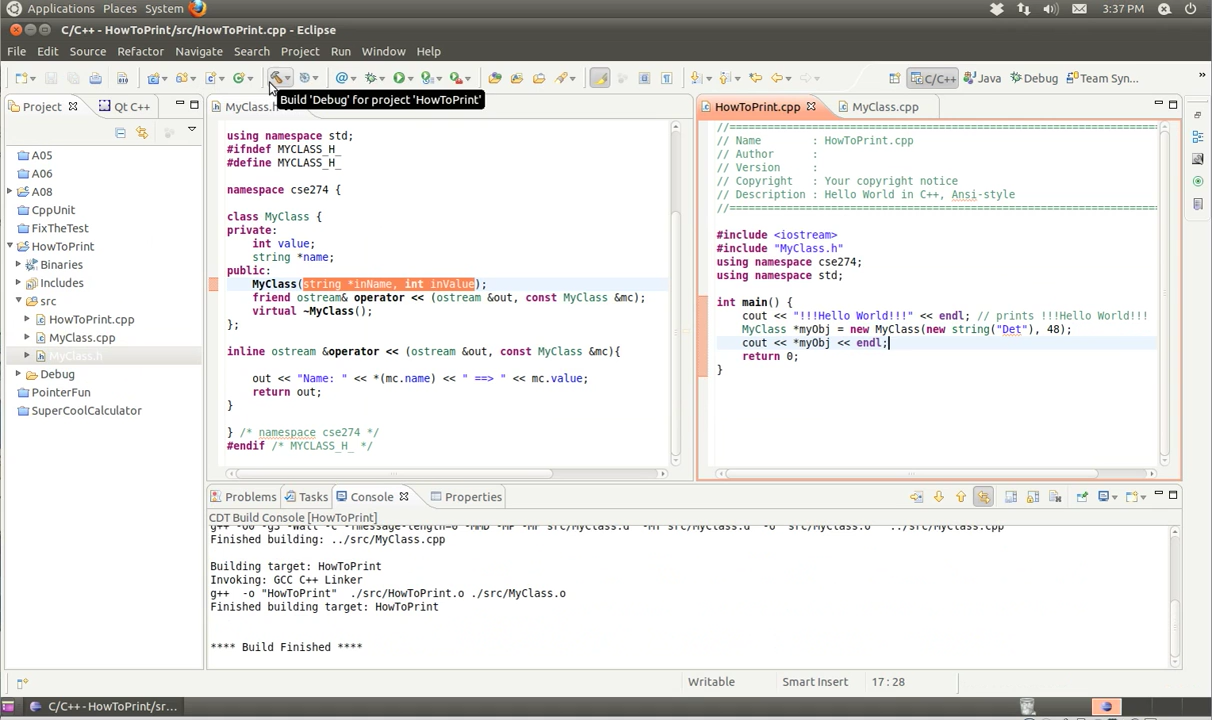 Applications Places System 3:37 PM
C/C++ - HowToPrint/src/HowToPrint.cpp - Eclipse
File Edit Source Refactor Navigate Search Project Run Window Help
C/C++ Java Debug Team Syn... »
Build 'Debug' for project 'HowToPrint'
Project Qt C++
A05
A06
A08
CppUnit
FixTheTest
HowToPrint
Binaries
Includes
src
HowToPrint.cpp
MyClass.cpp
MyClass.h
Debug
PointerFun
SuperCoolCalculator
MyClass.h
using namespace std;
#ifndef MYCLASS_H_
#define MYCLASS_H_
namespace cse274 {
class MyClass {
private:
int value;
string *name;
public:
MyClass(string *inName, int inValue);
friend ostream& operator << (ostream &out, const MyClass &mc);
virtual ~MyClass();
};
inline ostream &operator << (ostream &out, const MyClass &mc){
out << "Name: " << *(mc.name) << " ==> " << mc.value;
return out;
}
} /* namespace cse274 */
#endif /* MYCLASS_H_ */
HowToPrint.cpp MyClass.cpp
//============================================================================
// Name : HowToPrint.cpp
// Author :
// Version :
// Copyright : Your copyright notice
// Description : Hello World in C++, Ansi-style
//============================================================================
#include <iostream>
#include "MyClass.h"
using namespace cse274;
using namespace std;
int main() {
cout << "!!!Hello World!!!" << endl; // prints !!!Hello World!!!
MyClass *myObj = new MyClass(new string("Det"), 48);
cout << *myObj << endl;
return 0;
}
Problems Tasks Console Properties
CDT Build Console [HowToPrint]
Finished building: ../src/MyClass.cpp
Building target: HowToPrint
Invoking: GCC C++ Linker
g++ -o "HowToPrint" ./src/HowToPrint.o ./src/MyClass.o
Finished building target: HowToPrint
**** Build Finished ****
Writable Smart Insert 17 : 28
C/C++ - HowToPrint/sr...